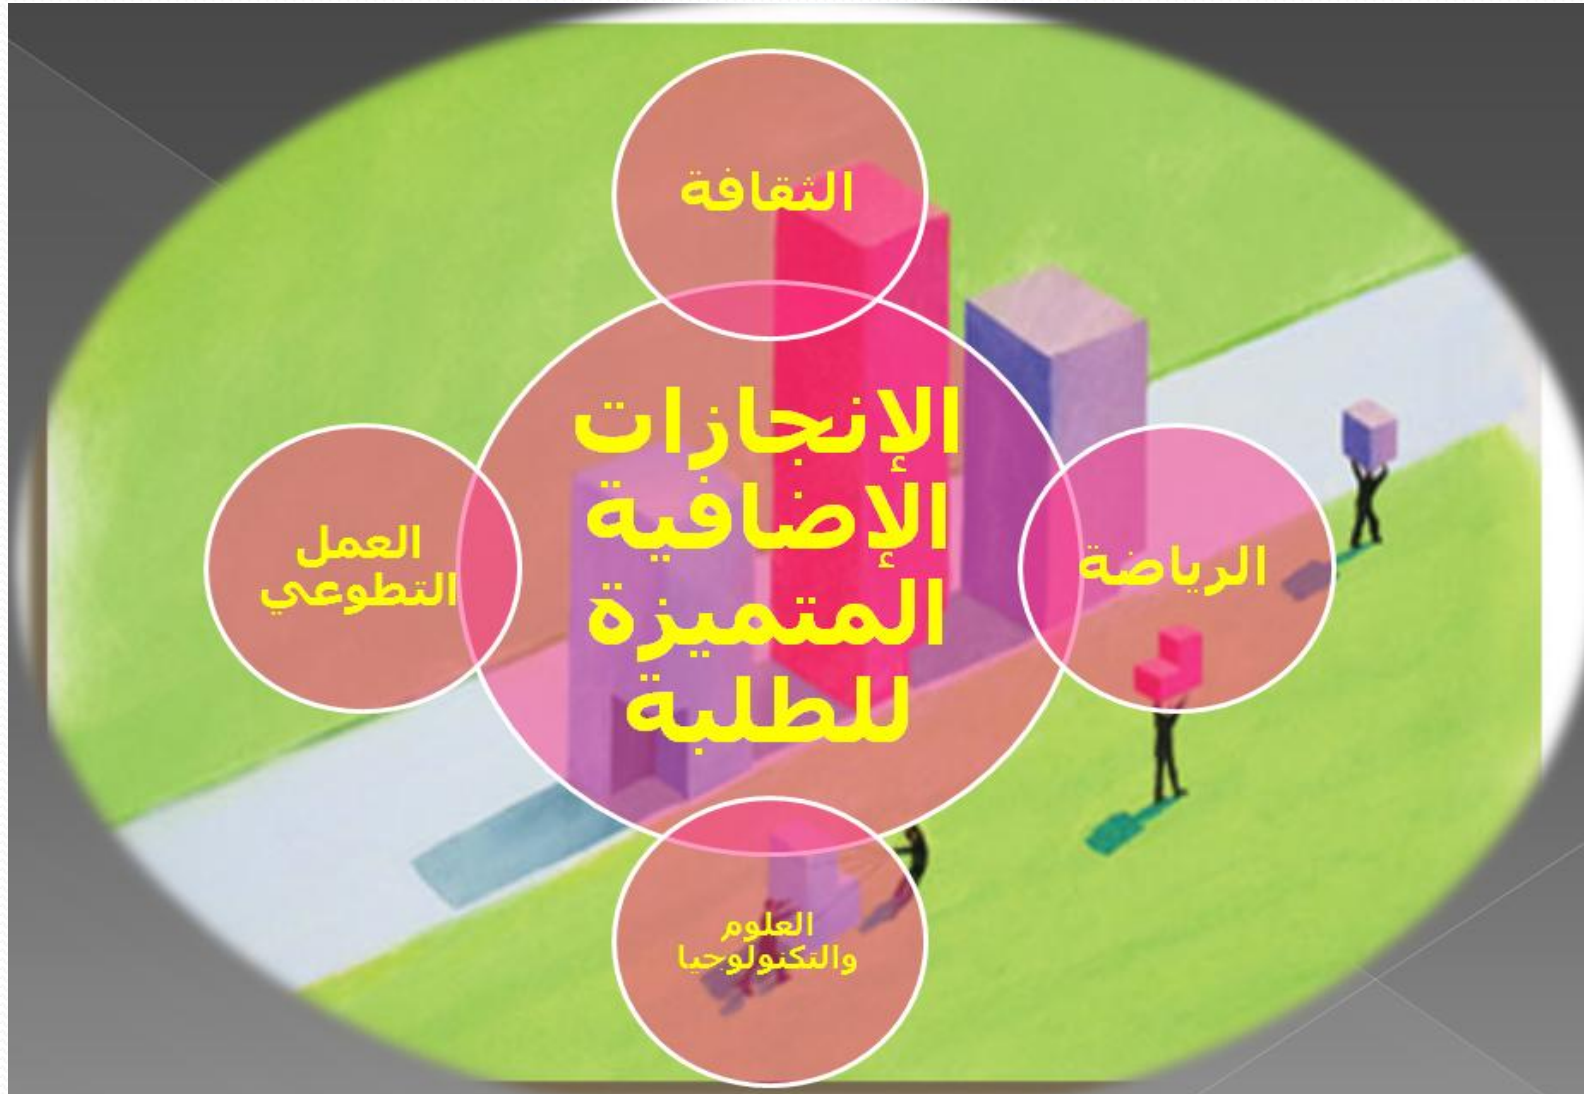 الثقافة
الإنجازات
الإضافية
المتميزة
للطلبة
الرياضة
العمل
التطوعي
العلوم
والتكنولوجيا